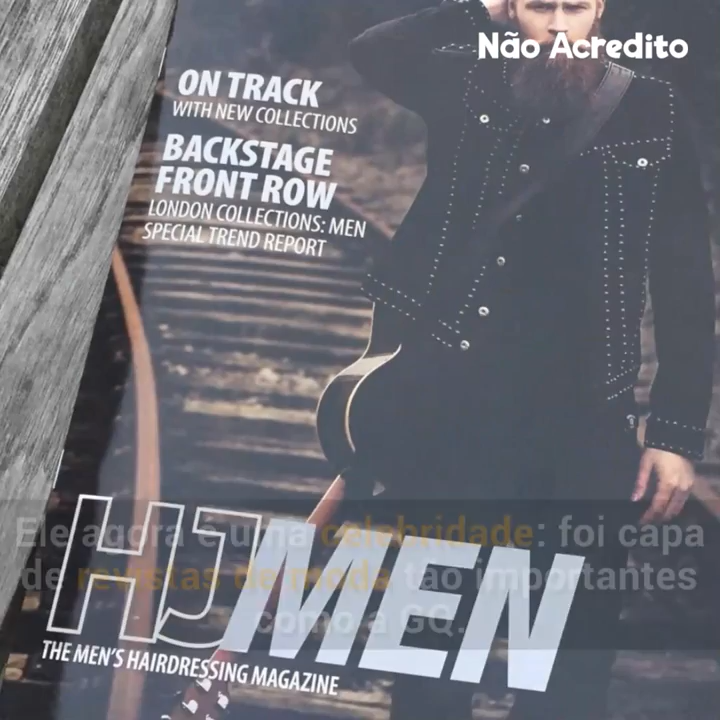 Não Acredito
ON TRACK
WITH NEW COLLECTIONS
BACKSTAGE
FRONT ROW
LONDON COLLECTIONS: MEN
SPECIAL TREND REPORT
Ele agora é uma celebridade: foi capa
de revistas de moda tão importantes
como a GQ.
HJMEN
THE MEN'S HAIRDRESSING MAGAZINE